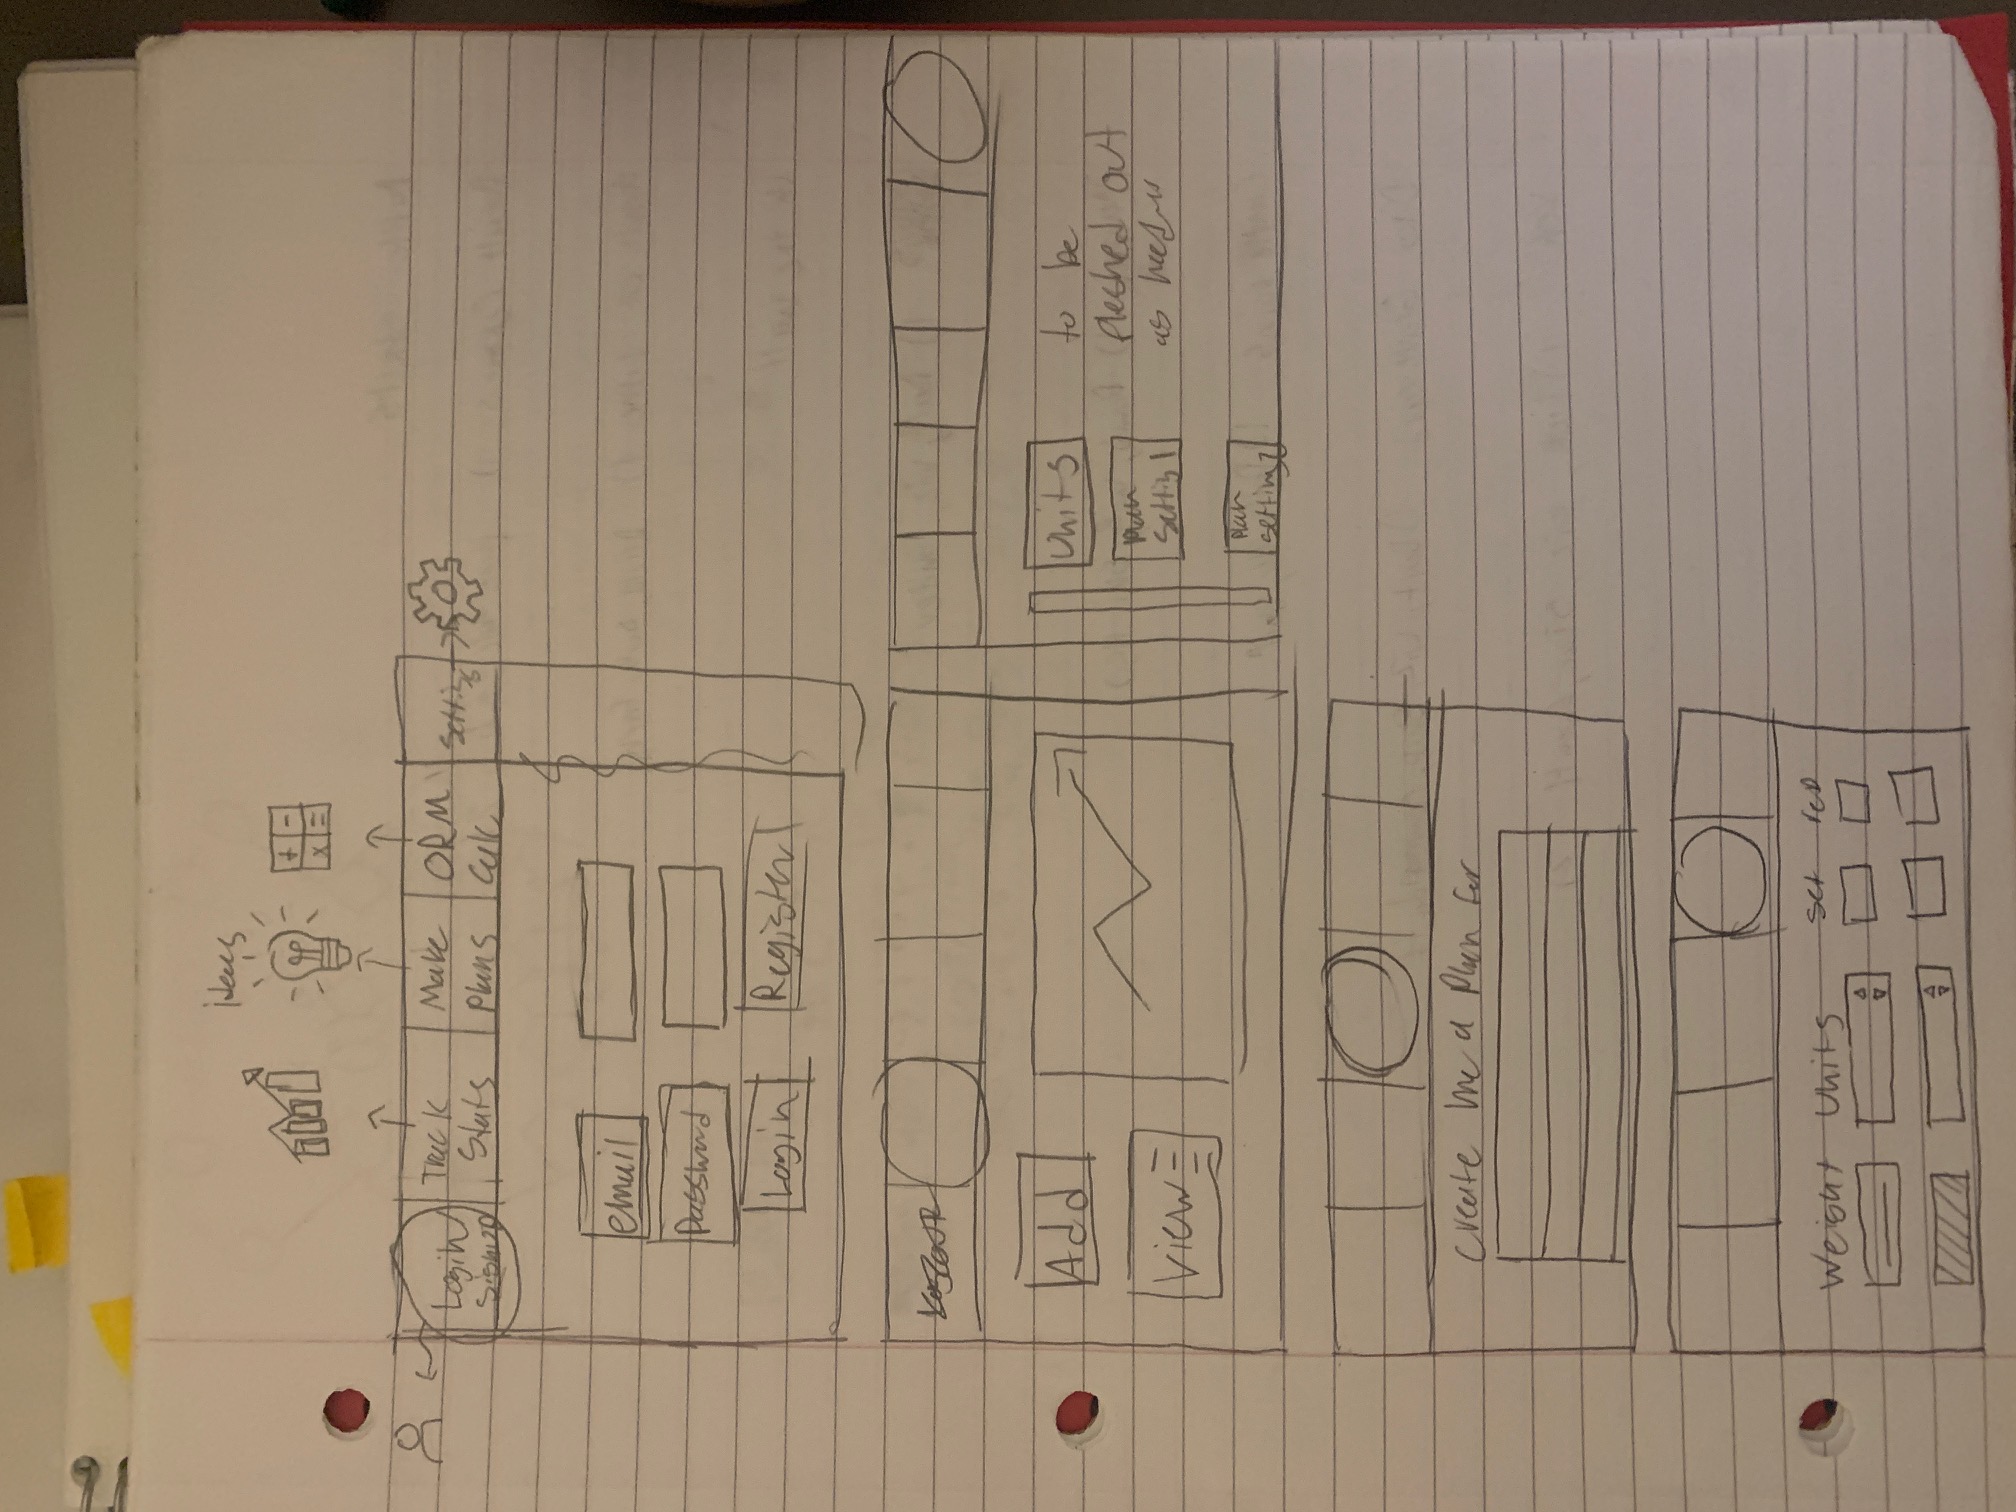 ideas
+ -
x =
Login/
Signup
Track
Stats
Make
Plans
ORM
Calc
Settings
email
Password
Login
Register
Add
View
Units
Plan
Setting 1
Plan
setting 2
to be
fleshed out
as needed
Create me a Plan for
Weight Units set rep